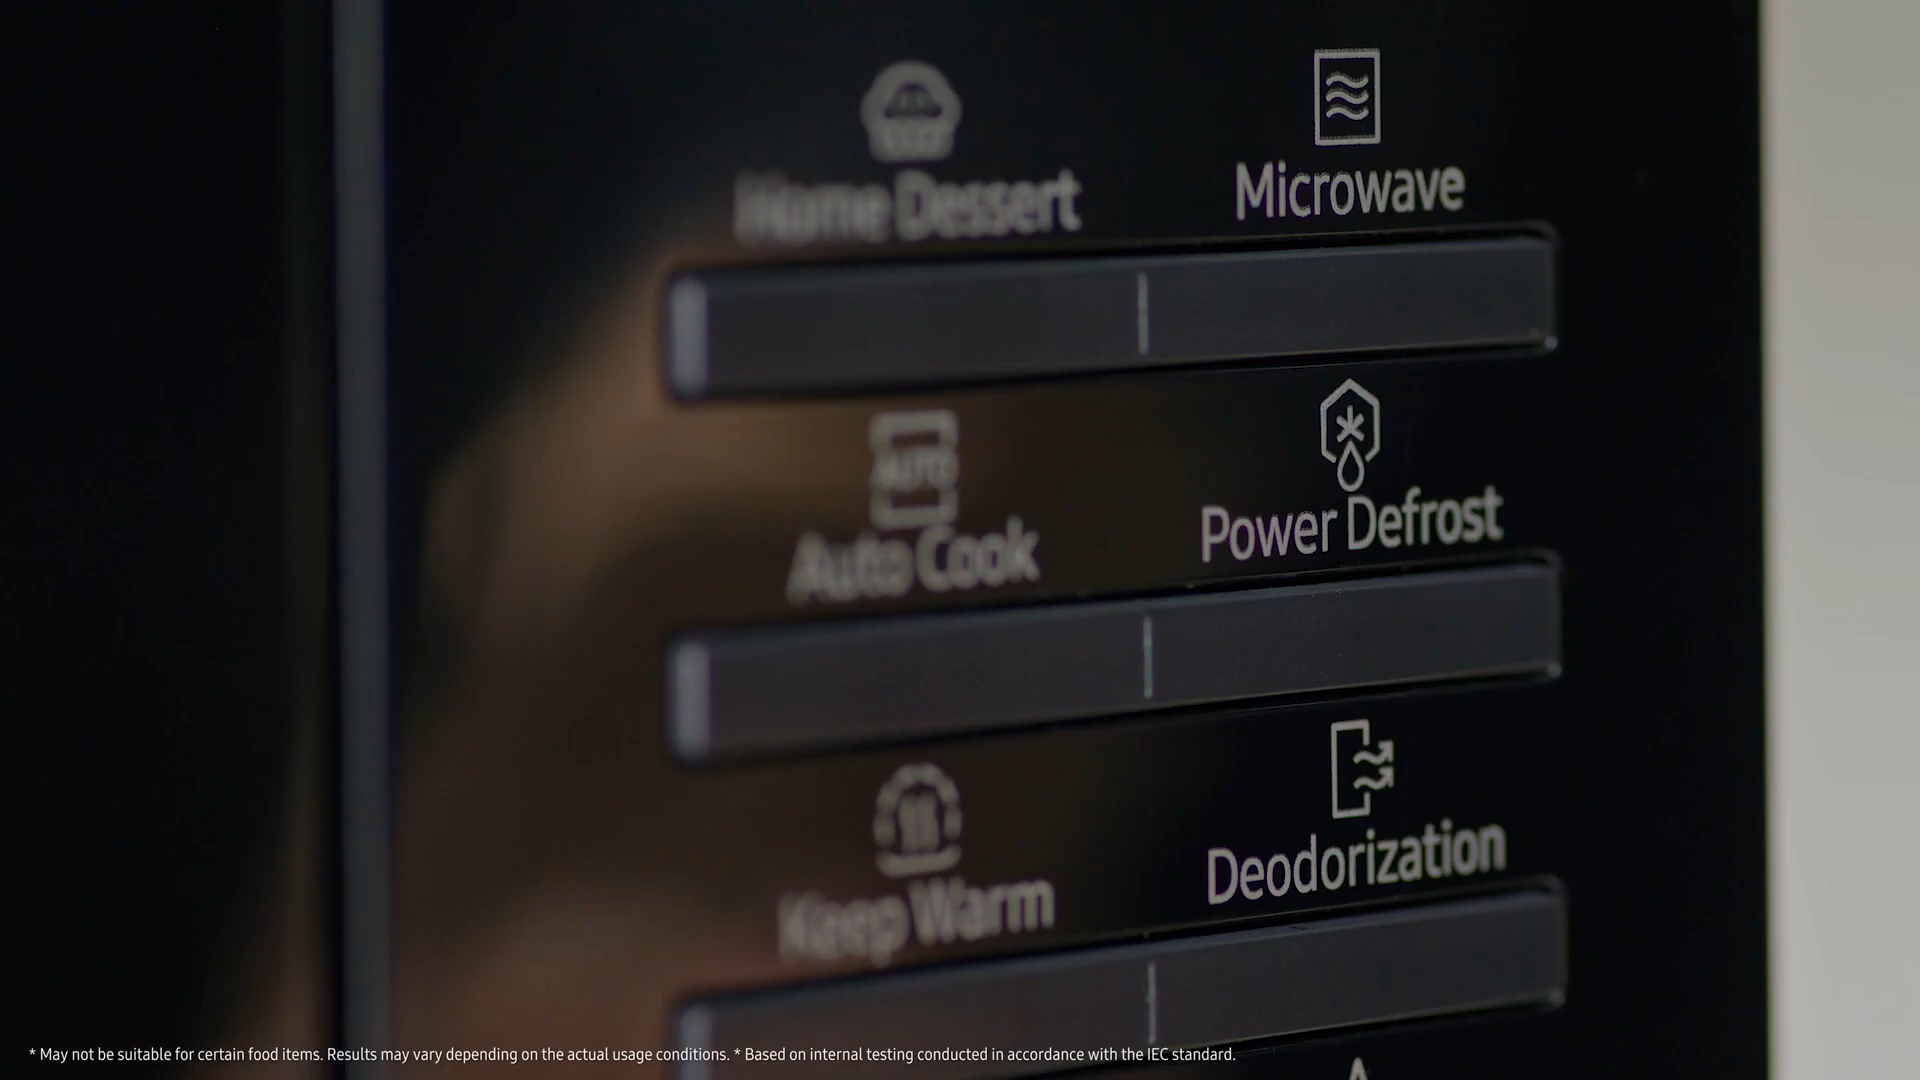 Home Dessert
Microwave
AUTO
Auto Cook
Power Defrost
Keep Warm
Deodorization
* May not be suitable for certain food items. Results may vary depending on the actual usage conditions. * Based on internal testing conducted in accordance with the IEC standard.